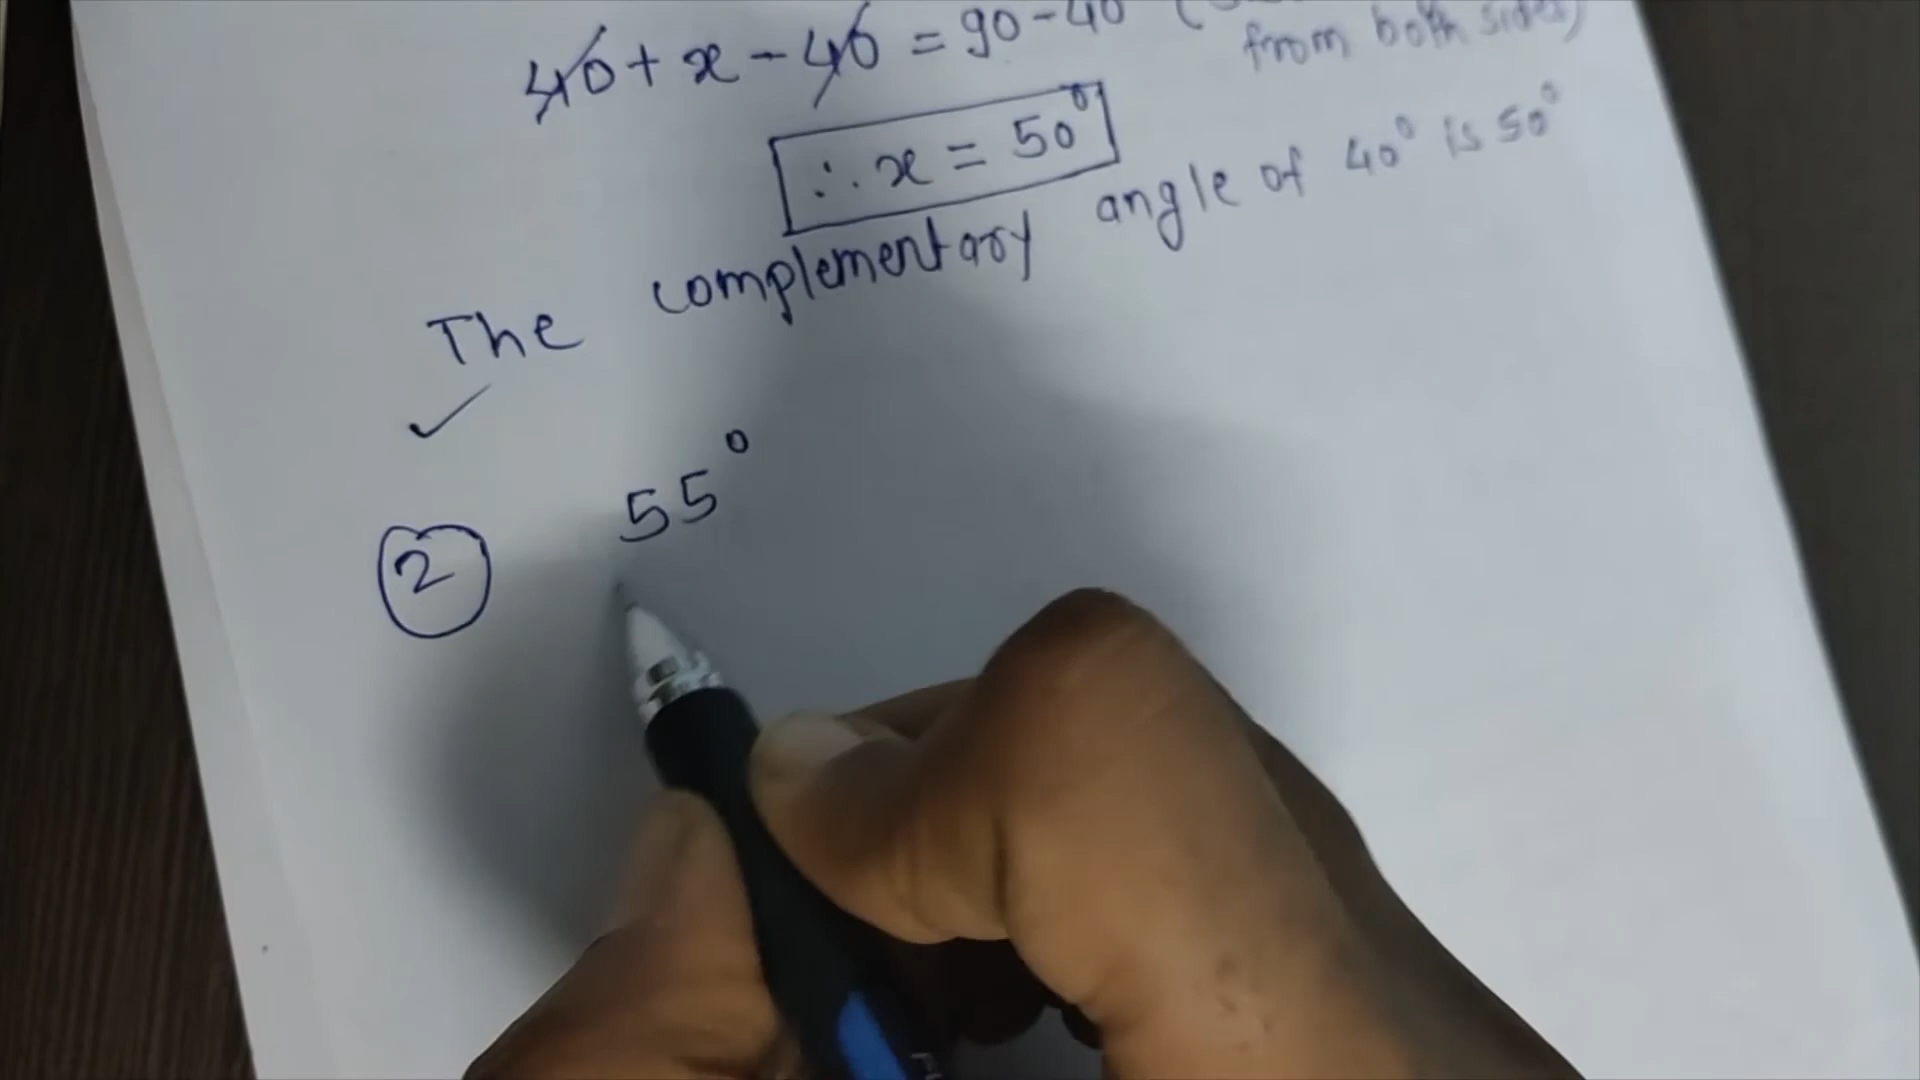 40 + x - 40 = 90 - 40 (
from both sides)
∴ x = 50°
The complementary angle of 40° is 50°
✓
2 55°